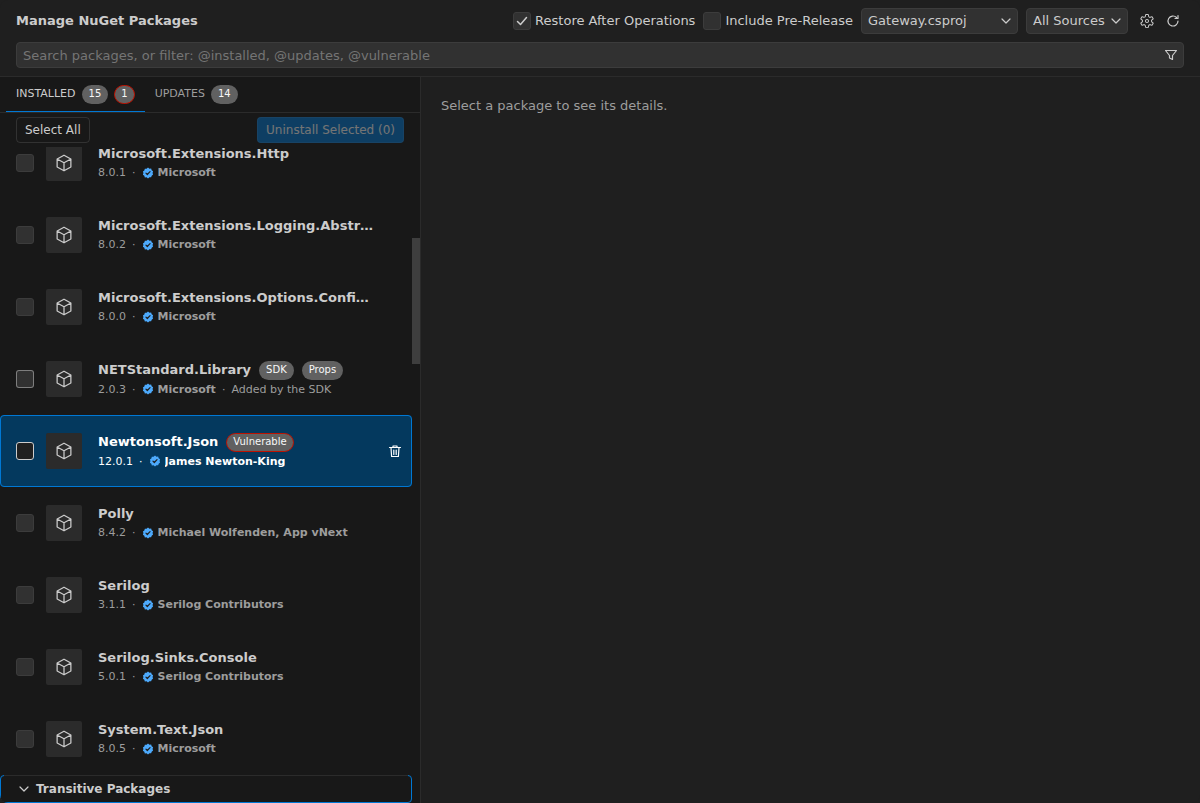 Manage NuGet Packages
Restore After Operations
Include Pre-Release
Gateway.csproj
All Sources
Search packages, or filter: @installed, @updates, @vulnerable
INSTALLED 15 1 UPDATES 14
Select All
Uninstall Selected (0)
Select a package to see its details.
Microsoft.Extensions.Http
8.0.1 · Microsoft
Microsoft.Extensions.Logging.Abstr…
8.0.2 · Microsoft
Microsoft.Extensions.Options.Confi…
8.0.0 · Microsoft
NETStandard.Library SDK Props
2.0.3 · Microsoft · Added by the SDK
Newtonsoft.Json Vulnerable
12.0.1 · James Newton-King
Polly
8.4.2 · Michael Wolfenden, App vNext
Serilog
3.1.1 · Serilog Contributors
Serilog.Sinks.Console
5.0.1 · Serilog Contributors
System.Text.Json
8.0.5 · Microsoft
Transitive Packages